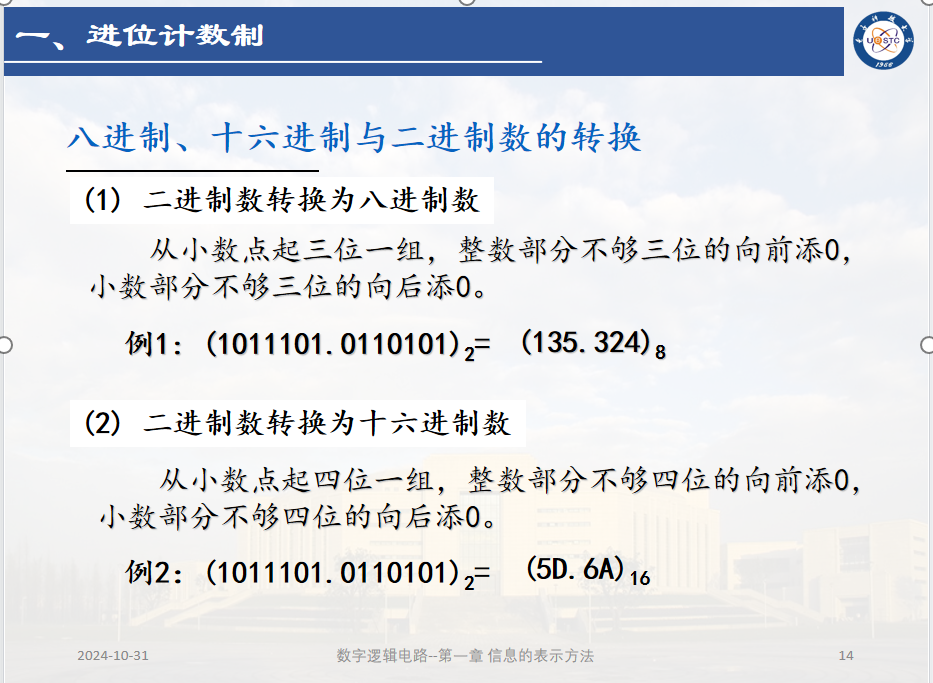 一、进位计数制
UESTC
1956
八进制、十六进制与二进制数的转换
(1) 二进制数转换为八进制数
从小数点起三位一组，整数部分不够三位的向前添0，
小数部分不够三位的向后添0。
例1：(1011101.0110101)₂= (135.324)₈
(2) 二进制数转换为十六进制数
从小数点起四位一组，整数部分不够四位的向前添0，
小数部分不够四位的向后添0。
例2：(1011101.0110101)₂= (5D.6A)₁₆
2024-10-31 数字逻辑电路--第一章 信息的表示方法 14